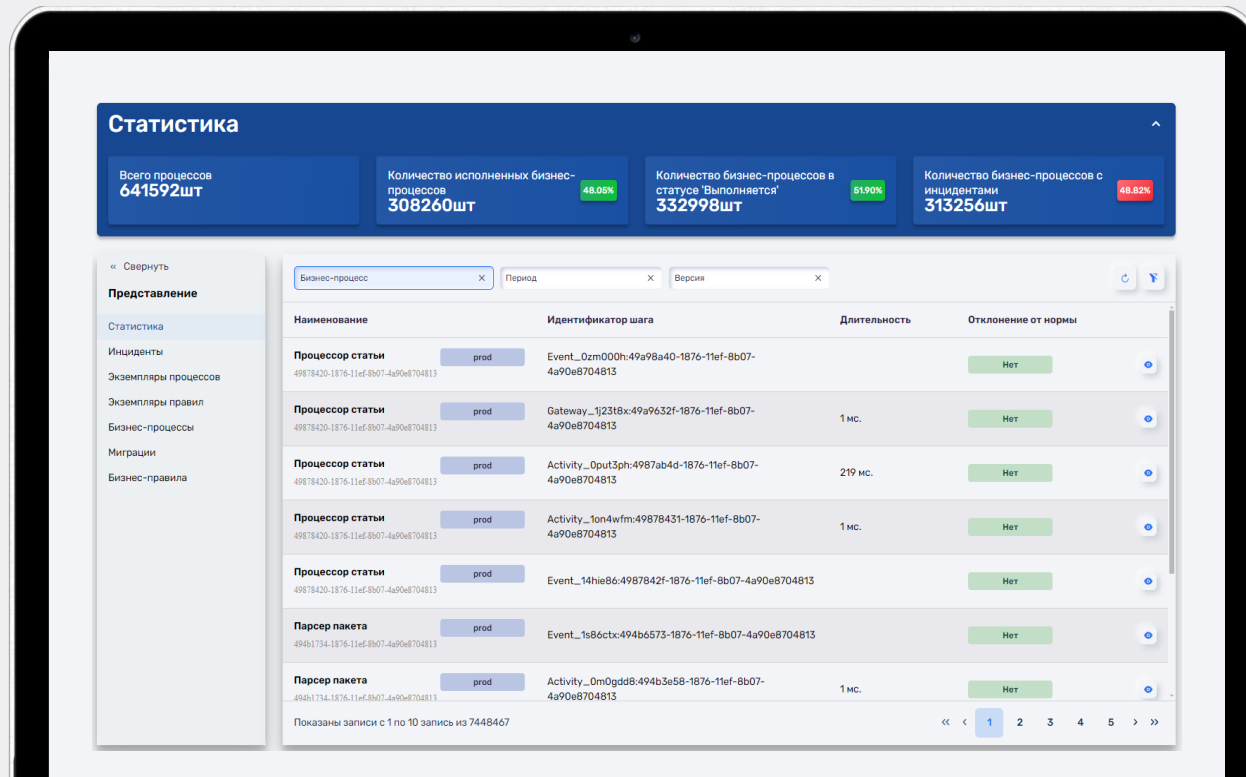 Статистика
Всего процессов
641592шт
Количество исполненных бизнес-
процессов
308260шт
48.05%
Количество бизнес-процессов в
статусе 'Выполняется'
332998шт
51.90%
Количество бизнес-процессов с
инцидентами
313256шт
48.82%
« Свернуть
Представление
Статистика
Инциденты
Экземпляры процессов
Экземпляры правил
Бизнес-процессы
Миграции
Бизнес-правила
Бизнес-процесс
Период
Версия
Наименование Идентификатор шага Длительность Отклонение от нормы
Процессор статьи prod
49878420-1876-11ef-8b07-4a90e8704813
Event_0zm000h:49a98a40-1876-11ef-8b07-
4a90e8704813
Нет
Процессор статьи prod
49878420-1876-11ef-8b07-4a90e8704813
Gateway_1j23t8x:49a9632f-1876-11ef-8b07-
4a90e8704813
1 мс.
Нет
Процессор статьи prod
49878420-1876-11ef-8b07-4a90e8704813
Activity_0put3ph:4987ab4d-1876-11ef-8b07-
4a90e8704813
219 мс.
Нет
Процессор статьи prod
49878420-1876-11ef-8b07-4a90e8704813
Activity_1on4wfm:49878431-1876-11ef-8b07-
4a90e8704813
1 мс.
Нет
Процессор статьи prod
49878420-1876-11ef-8b07-4a90e8704813
Event_14hie86:4987842f-1876-11ef-8b07-4a90e8704813
Нет
Парсер пакета prod
494b1734-1876-11ef-8b07-4a90e8704813
Event_1s86ctx:494b6573-1876-11ef-8b07-4a90e8704813
Нет
Парсер пакета prod
494b1734-1876-11ef-8b07-4a90e8704813
Activity_0m0gdd8:494b3e58-1876-11ef-8b07-
4a90e8704813
1 мс.
Нет
Показаны записи с 1 по 10 запись из 7448467
« ‹ 1 2 3 4 5 › »